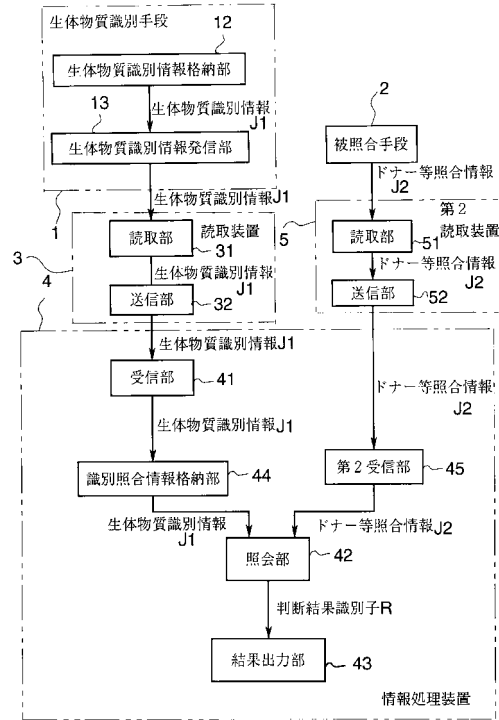 生体物質識別手段
12
生体物質識別情報格納部
生体物質識別情報
J1
13
生体物質識別情報発信部
2
被照合手段
生体物質識別情報J1
1
ドナー等照合情報
J2
第2
読取装置
5
読取装置
3
4
読取部
31
生体物質識別情報
J1
送信部
32
読取部
51
ドナー等照合情報
J2
送信部
52
生体物質識別情報J1
受信部
41
ドナー等照合情報
J2
生体物質識別情報J1
識別照合情報格納部
44
第2受信部
45
生体物質識別情報
J1
ドナー等照合情報J2
照会部
42
判断結果識別子R
結果出力部
43
情報処理装置